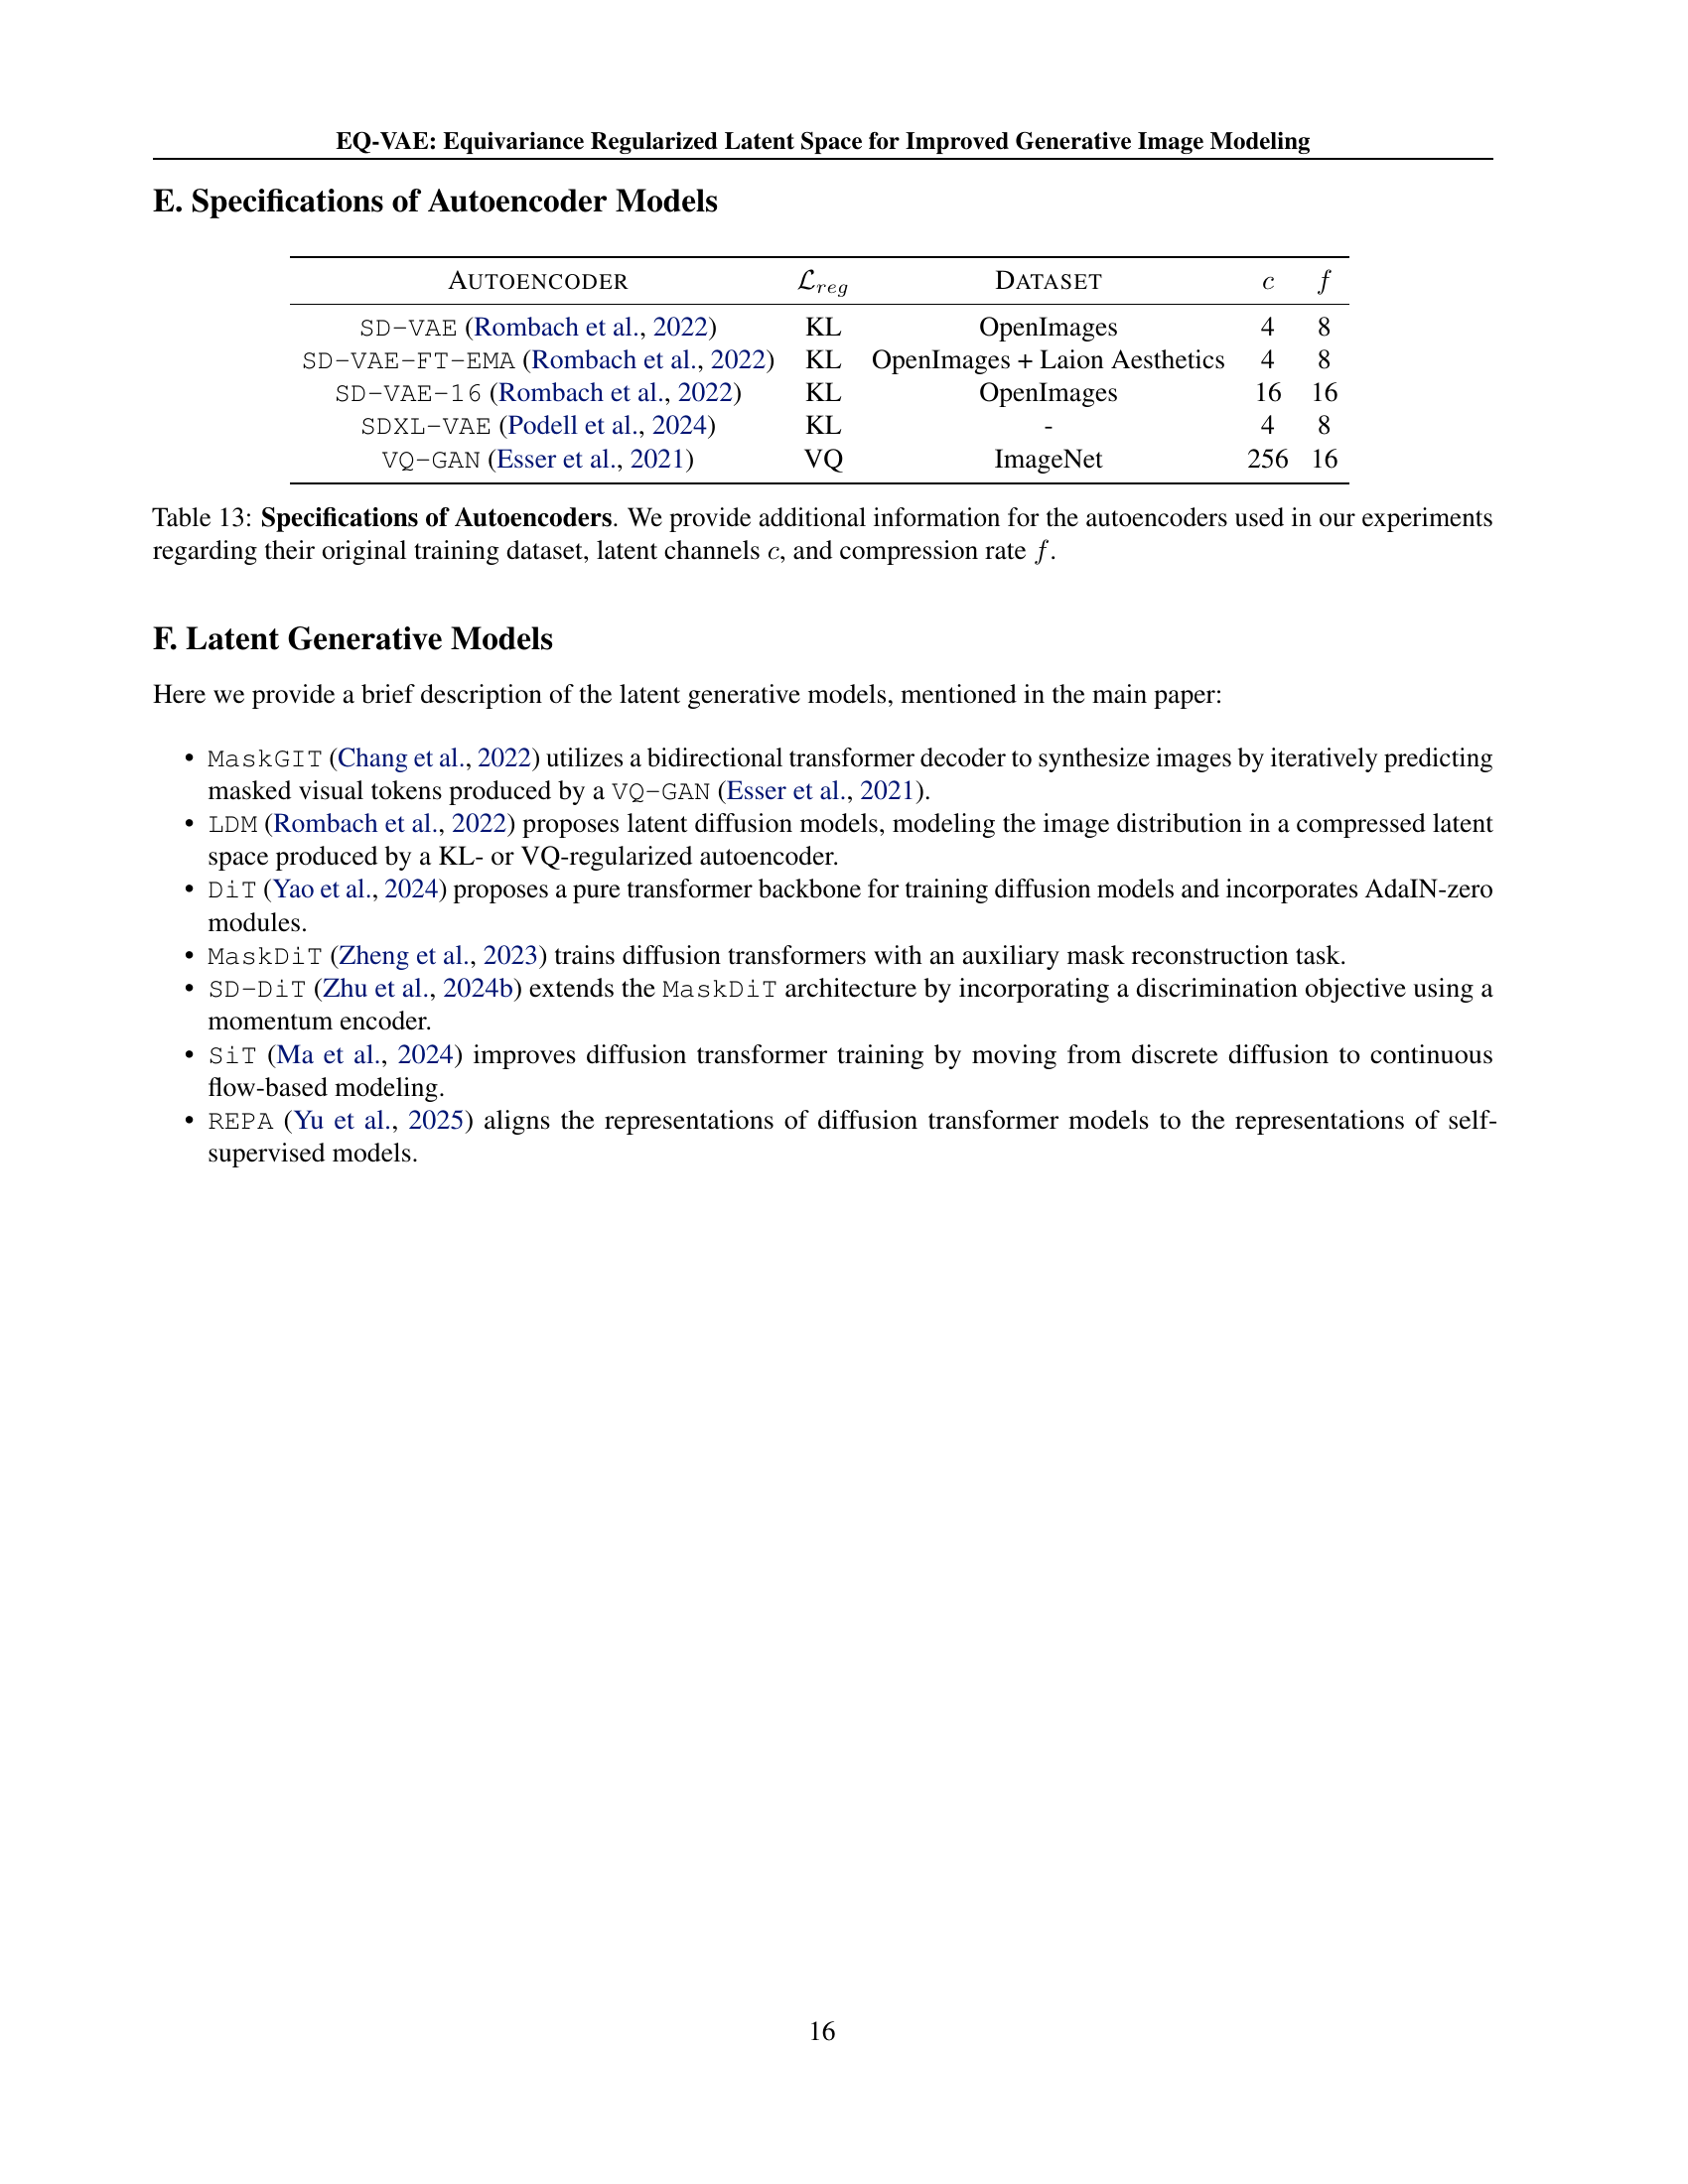 EQ-VAE: Equivariance Regularized Latent Space for Improved Generative Image Modeling
E. Specifications of Autoencoder Models
AUTOENCODER L_reg DATASET c f
SD-VAE (Rombach et al., 2022) KL OpenImages 4 8
SD-VAE-FT-EMA (Rombach et al., 2022) KL OpenImages + Laion Aesthetics 4 8
SD-VAE-16 (Rombach et al., 2022) KL OpenImages 16 16
SDXL-VAE (Podell et al., 2024) KL - 4 8
VQ-GAN (Esser et al., 2021) VQ ImageNet 256 16
Table 13: Specifications of Autoencoders. We provide additional information for the autoencoders used in our experiments
regarding their original training dataset, latent channels c, and compression rate f.
F. Latent Generative Models
Here we provide a brief description of the latent generative models, mentioned in the main paper:
• MaskGIT (Chang et al., 2022) utilizes a bidirectional transformer decoder to synthesize images by iteratively predicting
masked visual tokens produced by a VQ-GAN (Esser et al., 2021).
• LDM (Rombach et al., 2022) proposes latent diffusion models, modeling the image distribution in a compressed latent
space produced by a KL- or VQ-regularized autoencoder.
• DiT (Yao et al., 2024) proposes a pure transformer backbone for training diffusion models and incorporates AdaIN-zero
modules.
• MaskDiT (Zheng et al., 2023) trains diffusion transformers with an auxiliary mask reconstruction task.
• SD-DiT (Zhu et al., 2024b) extends the MaskDiT architecture by incorporating a discrimination objective using a
momentum encoder.
• SiT (Ma et al., 2024) improves diffusion transformer training by moving from discrete diffusion to continuous
flow-based modeling.
• REPA (Yu et al., 2025) aligns the representations of diffusion transformer models to the representations of self-
supervised models.
16